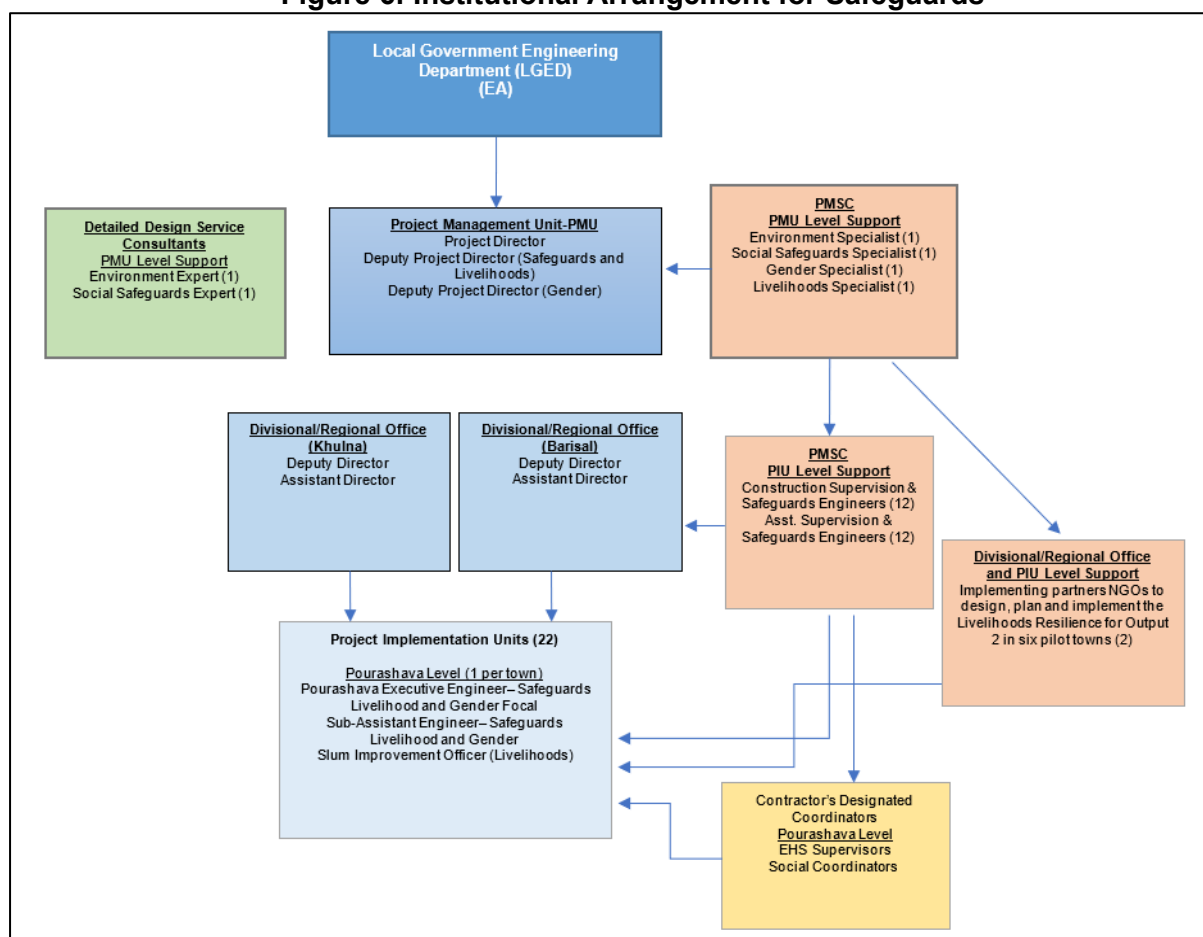 Figure 6: Institutional Arrangement for Safeguards
Local Government Engineering
Department (LGED)
(EA)
Detailed Design Service
Consultants
PMU Level Support
Environment Expert (1)
Social Safeguards Expert (1)
Project Management Unit-PMU
Project Director
Deputy Project Director (Safeguards and
Livelihoods)
Deputy Project Director (Gender)
PMSC
PMU Level Support
Environment Specialist (1)
Social Safeguards Specialist (1)
Gender Specialist (1)
Livelihoods Specialist (1)
Divisional/Regional Office
(Khulna)
Deputy Director
Assistant Director
Divisional/Regional Office
(Barisal)
Deputy Director
Assistant Director
PMSC
PIU Level Support
Construction Supervision &
Safeguards Engineers (12)
Asst. Supervision &
Safeguards Engineers (12)
Divisional/Regional Office
and PIU Level Support
Implementing partners NGOs to
design, plan and implement the
Livelihoods Resilience for Output
2 in six pilot towns (2)
Project Implementation Units (22)
Pourashava Level (1 per town)
Pourashava Executive Engineer– Safeguards
Livelihood and Gender Focal
Sub-Assistant Engineer– Safeguards
Livelihood and Gender
Slum Improvement Officer (Livelihoods)
Contractor's Designated
Coordinators
Pourashava Level
EHS Supervisors
Social Coordinators